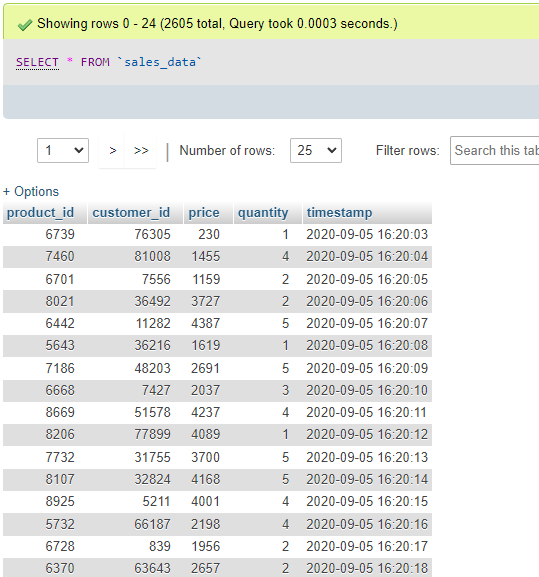 Showing rows 0 - 24 (2605 total, Query took 0.0003 seconds.)
SELECT * FROM `sales_data`
1 > >> | Number of rows: 25 Filter rows: Search this tab
+ Options
product_id customer_id price quantity timestamp
6739 76305 230 1 2020-09-05 16:20:03
7460 81008 1455 4 2020-09-05 16:20:04
6701 7556 1159 2 2020-09-05 16:20:05
8021 36492 3727 2 2020-09-05 16:20:06
6442 11282 4387 5 2020-09-05 16:20:07
5643 36216 1619 1 2020-09-05 16:20:08
7186 48203 2691 5 2020-09-05 16:20:09
6668 7427 2037 3 2020-09-05 16:20:10
8669 51578 4237 4 2020-09-05 16:20:11
8206 77899 4089 1 2020-09-05 16:20:12
7732 31755 3700 5 2020-09-05 16:20:13
8107 32824 4168 5 2020-09-05 16:20:14
8925 5211 4001 4 2020-09-05 16:20:15
5732 66187 2198 4 2020-09-05 16:20:16
6728 839 1956 2 2020-09-05 16:20:17
6370 63643 2657 2 2020-09-05 16:20:18